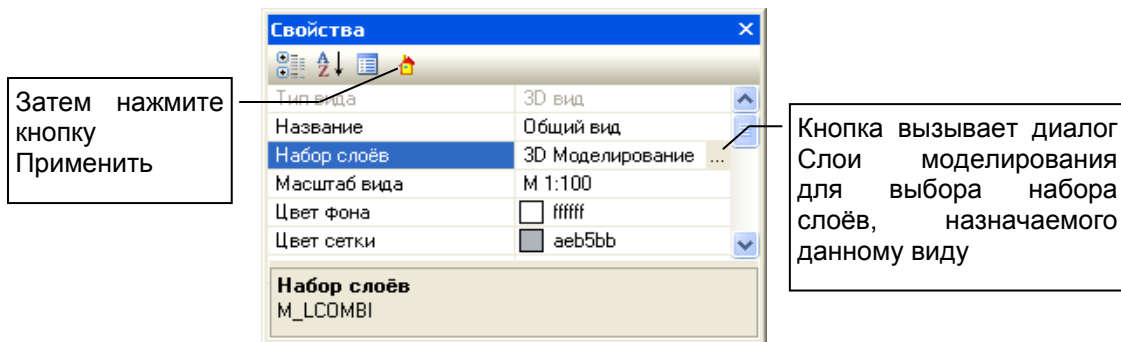 Свойства
Затем нажмите
кнопку
Применить
Тип вида 3D вид
Название Общий вид
Набор слоёв 3D Моделирование ...
Масштаб вида М 1:100
Цвет фона ffffff
Цвет сетки aeb5bb
Набор слоёв
M_LCOMBI
Кнопка вызывает диалог
Слои моделирования
для выбора набора
слоёв, назначаемого
данному виду